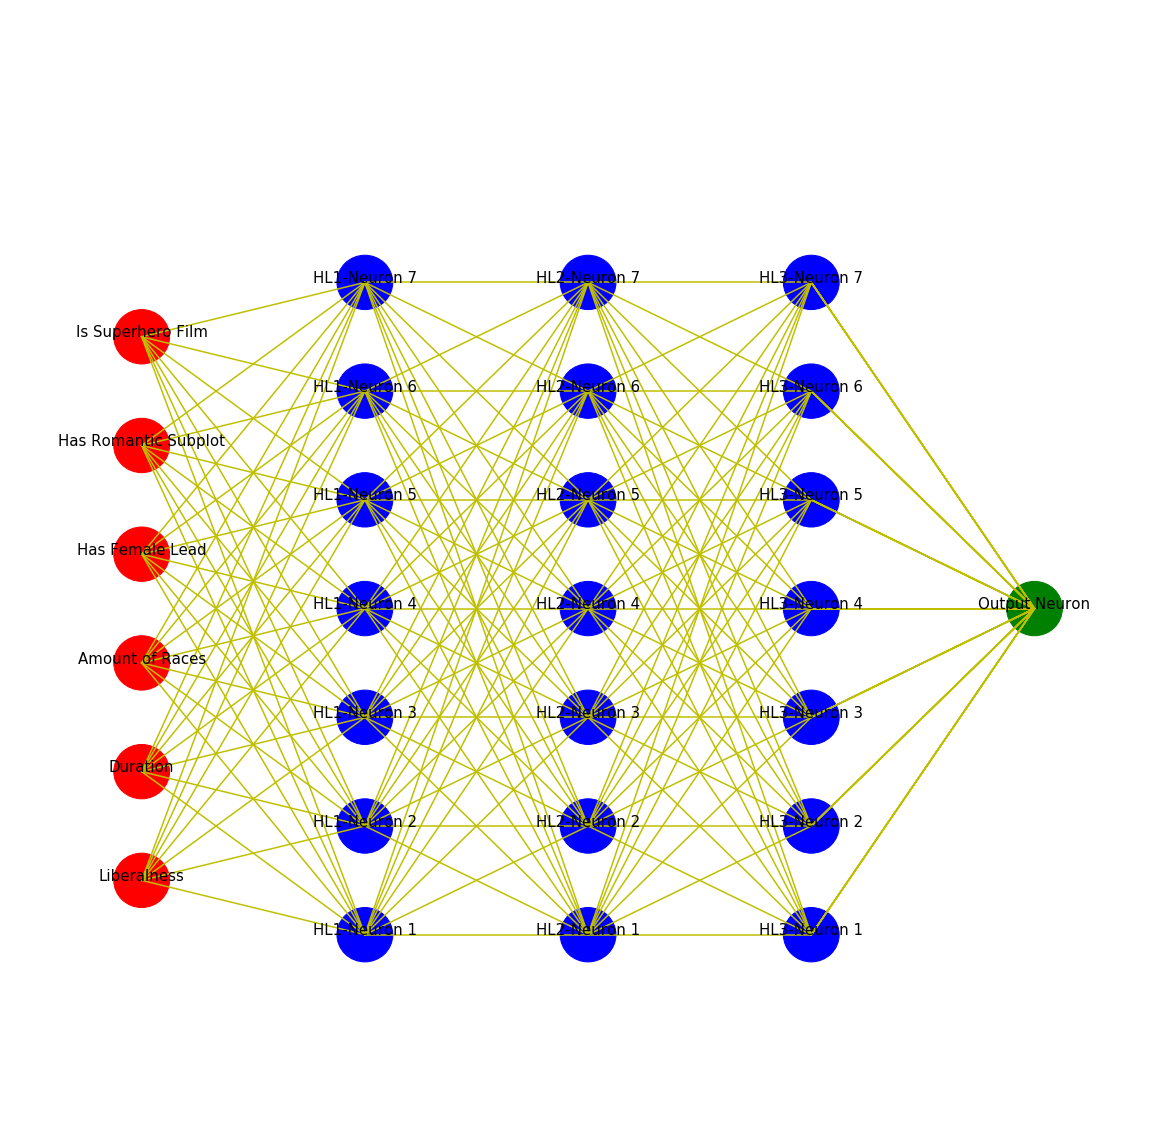 Is Superhero Film
Has Romantic Subplot
Has Female Lead
Amount of Races
Duration
Liberalness
HL1-Neuron 7
HL1-Neuron 6
HL1-Neuron 5
HL1-Neuron 4
HL1-Neuron 3
HL1-Neuron 2
HL1-Neuron 1
HL2-Neuron 7
HL2-Neuron 6
HL2-Neuron 5
HL2-Neuron 4
HL2-Neuron 3
HL2-Neuron 2
HL2-Neuron 1
HL3-Neuron 7
HL3-Neuron 6
HL3-Neuron 5
HL3-Neuron 4
HL3-Neuron 3
HL3-Neuron 2
HL3-Neuron 1
Output Neuron